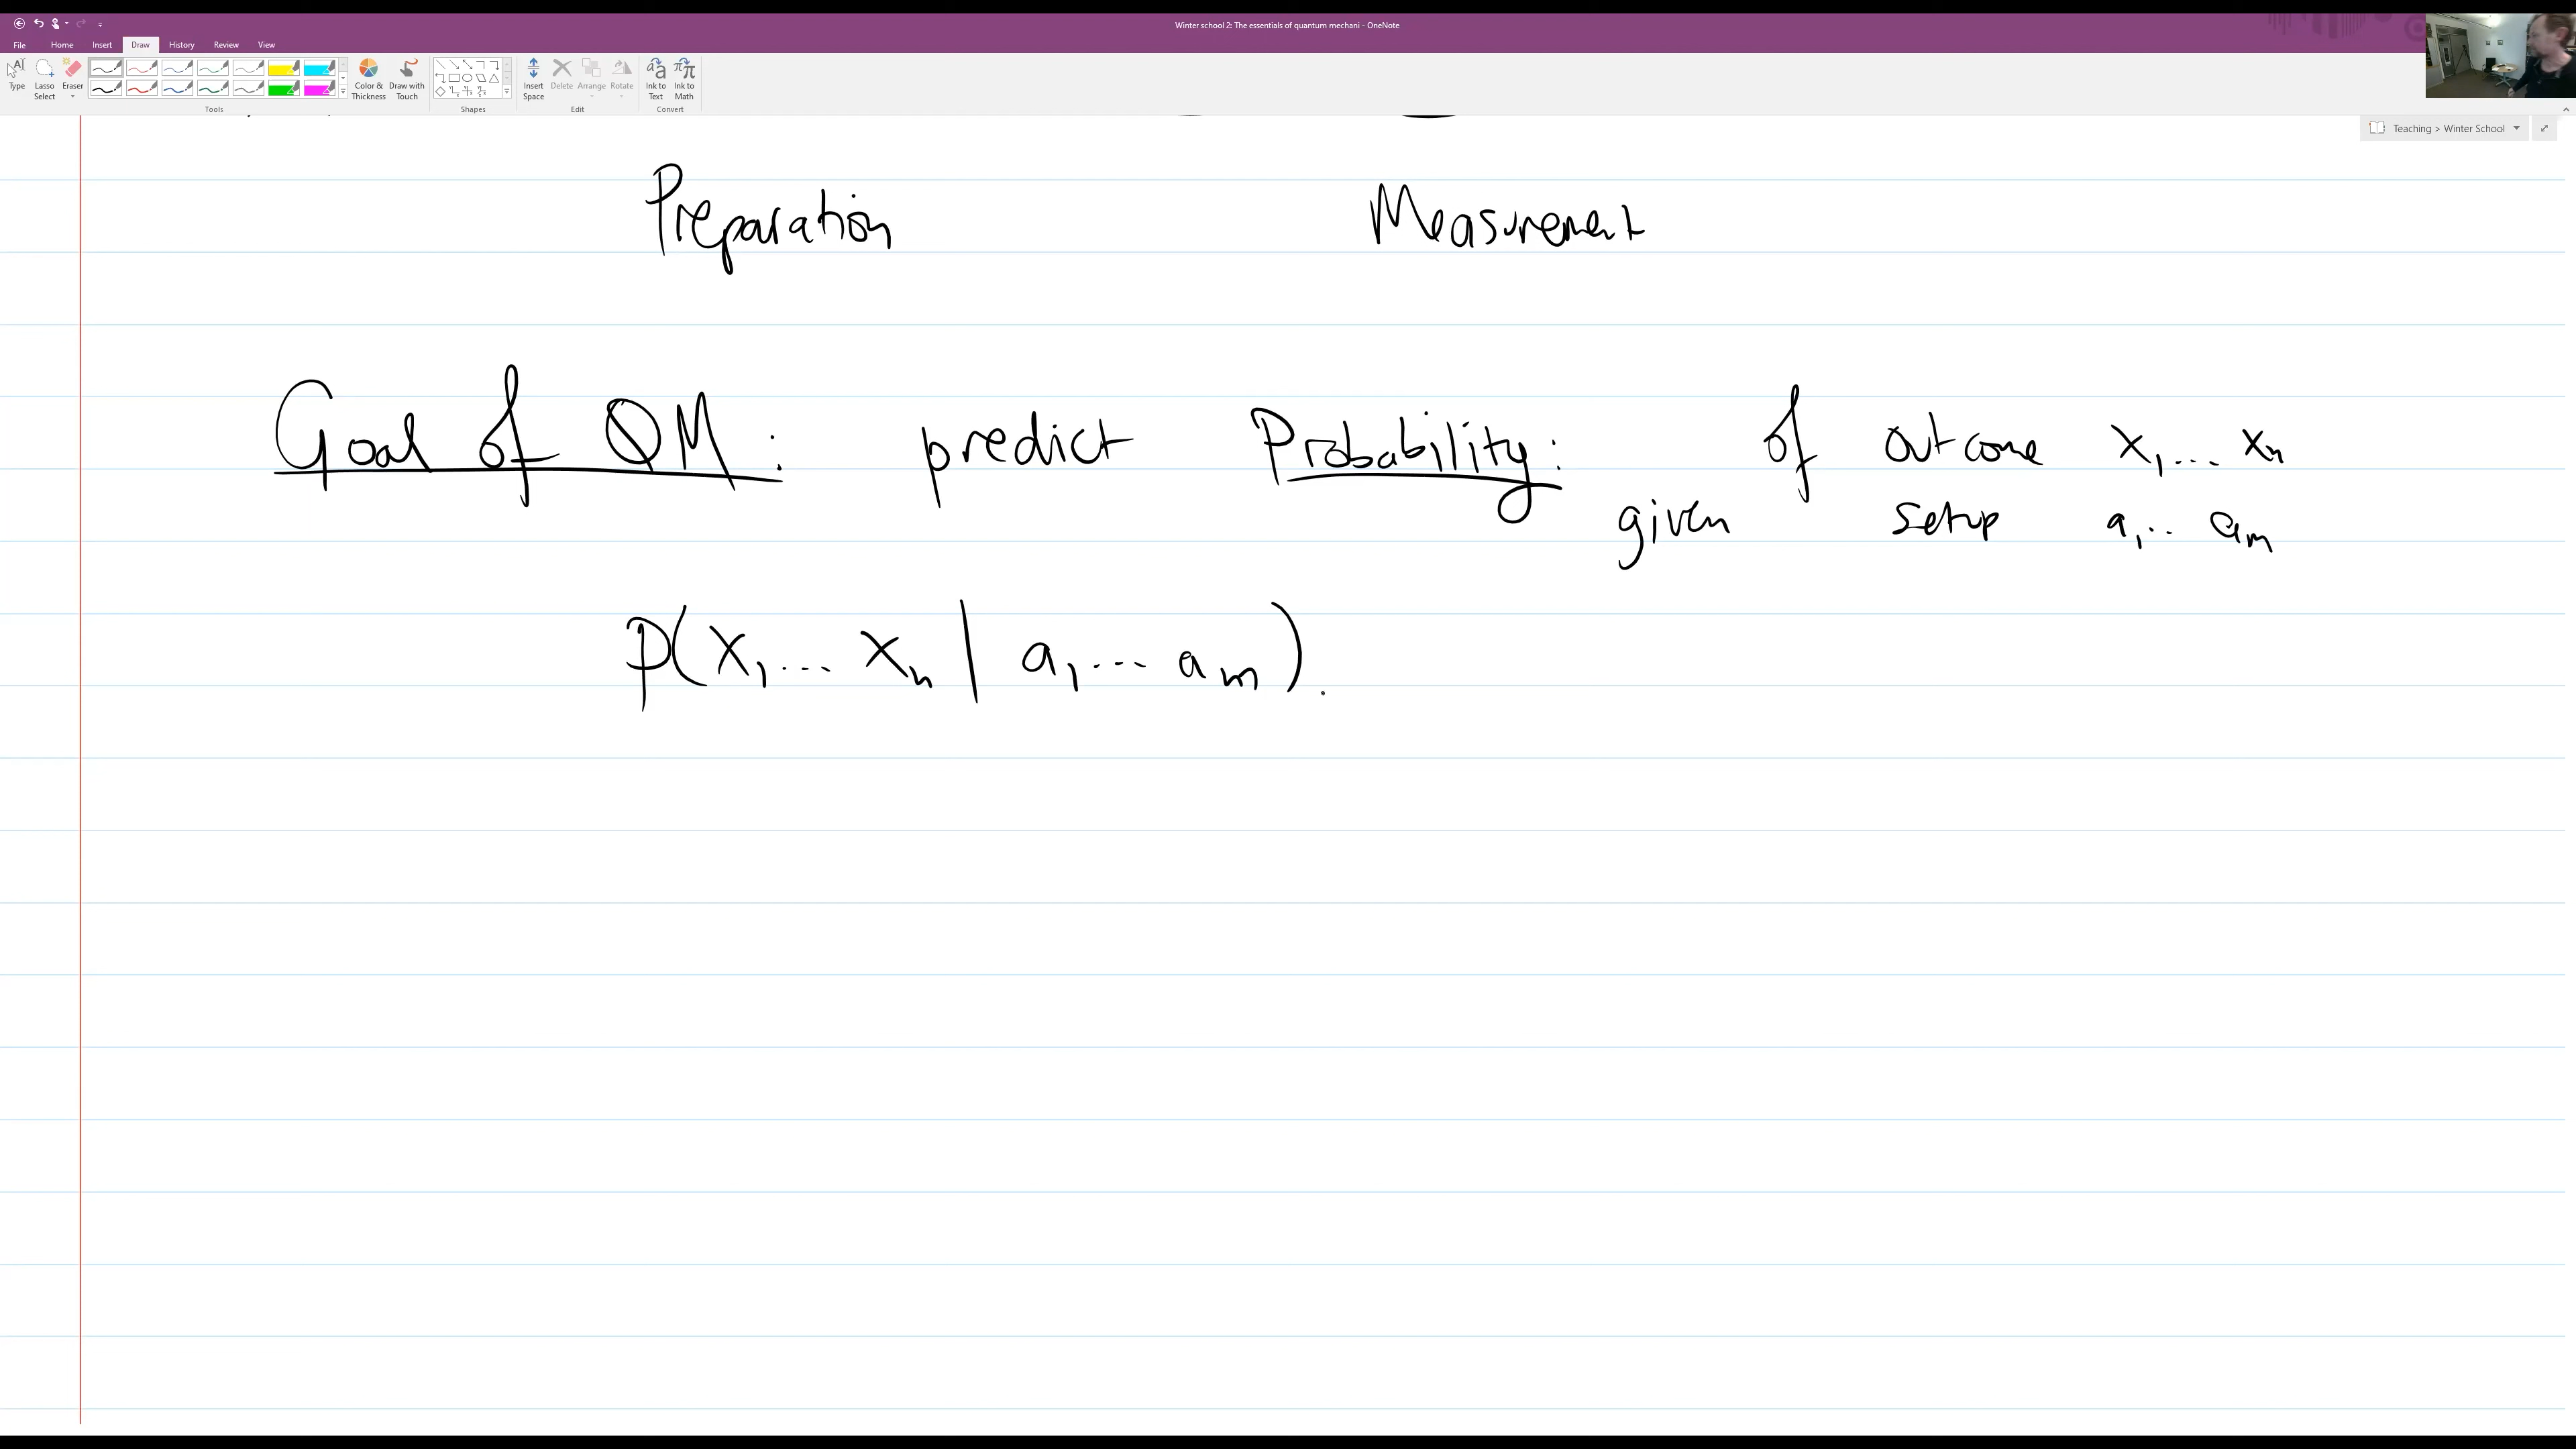 Winter school 2: The essentials of quantum mechani - OneNote
File Home Insert Draw History Review View
Type Lasso Select Eraser Color & Thickness Draw with Touch Insert Space Delete Arrange Rotate Ink to Text Ink to Math
Tools Shapes Edit Convert
Teaching > Winter School
Preparation Measurement
Goal of QM: predict Probability: of outcome x₁... xₙ
given setup a₁.. aₘ
P(x₁... xₙ | a₁... aₘ).